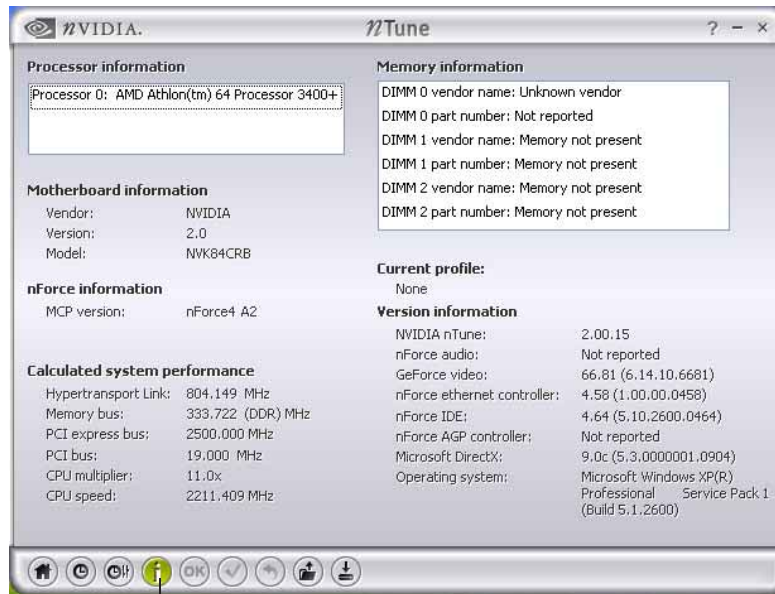 nVIDIA.
nTune
? – ×
Processor information
Processor 0: AMD Athlon(tm) 64 Processor 3400+
Motherboard information
Vendor: NVIDIA
Version: 2.0
Model: NVK84CRB
nForce information
MCP version: nForce4 A2
Calculated system performance
Hypertransport Link: 804.149 MHz
Memory bus: 333.722 (DDR) MHz
PCI express bus: 2500.000 MHz
PCI bus: 19.000 MHz
CPU multiplier: 11.0x
CPU speed: 2211.409 MHz
Memory information
DIMM 0 vendor name: Unknown vendor
DIMM 0 part number: Not reported
DIMM 1 vendor name: Memory not present
DIMM 1 part number: Memory not present
DIMM 2 vendor name: Memory not present
DIMM 2 part number: Memory not present
Current profile:
None
Version information
NVIDIA nTune: 2.00.15
nForce audio: Not reported
GeForce video: 66.81 (6.14.10.6681)
nForce ethernet controller: 4.58 (1.00.00.0458)
nForce IDE: 4.64 (5.10.2600.0464)
nForce AGP controller: Not reported
Microsoft DirectX: 9.0c (5.3.0000001.0904)
Operating system: Microsoft Windows XP(R)
Professional Service Pack 1
(Build 5.1.2600)
i
OK